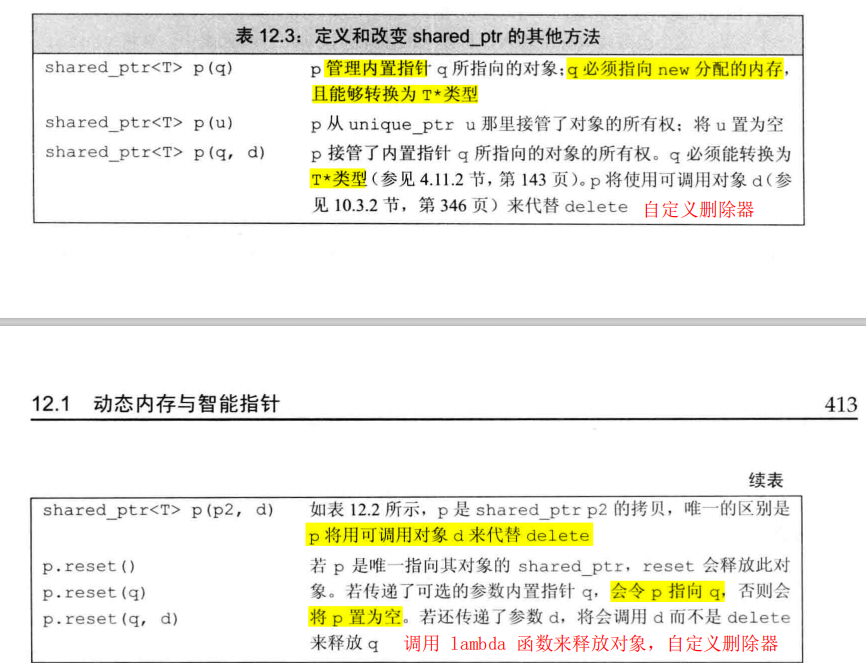 表 12.3：定义和改变 shared_ptr 的其他方法
shared_ptr<T> p(q) p 管理内置指针 q 所指向的对象；q 必须指向 new 分配的内存，
且能够转换为 T*类型
shared_ptr<T> p(u) p 从 unique_ptr u 那里接管了对象的所有权；将 u 置为空
shared_ptr<T> p(q, d) p 接管了内置指针 q 所指向的对象的所有权。q 必须能转换为
T*类型（参见 4.11.2 节，第 143 页）。p 将使用可调用对象 d（参
见 10.3.2 节，第 346 页）来代替 delete 自定义删除器
12.1 动态内存与智能指针 413
续表
shared_ptr<T> p(p2, d) 如表 12.2 所示，p 是 shared_ptr p2 的拷贝，唯一的区别是
p 将用可调用对象 d 来代替 delete
p.reset() 若 p 是唯一指向其对象的 shared_ptr，reset 会释放此对
p.reset(q) 象。若传递了可选的参数内置指针 q，会令 p 指向 q，否则会
p.reset(q, d) 将 p 置为空。若还传递了参数 d，将会调用 d 而不是 delete
来释放 q 调用 lambda 函数来释放对象，自定义删除器